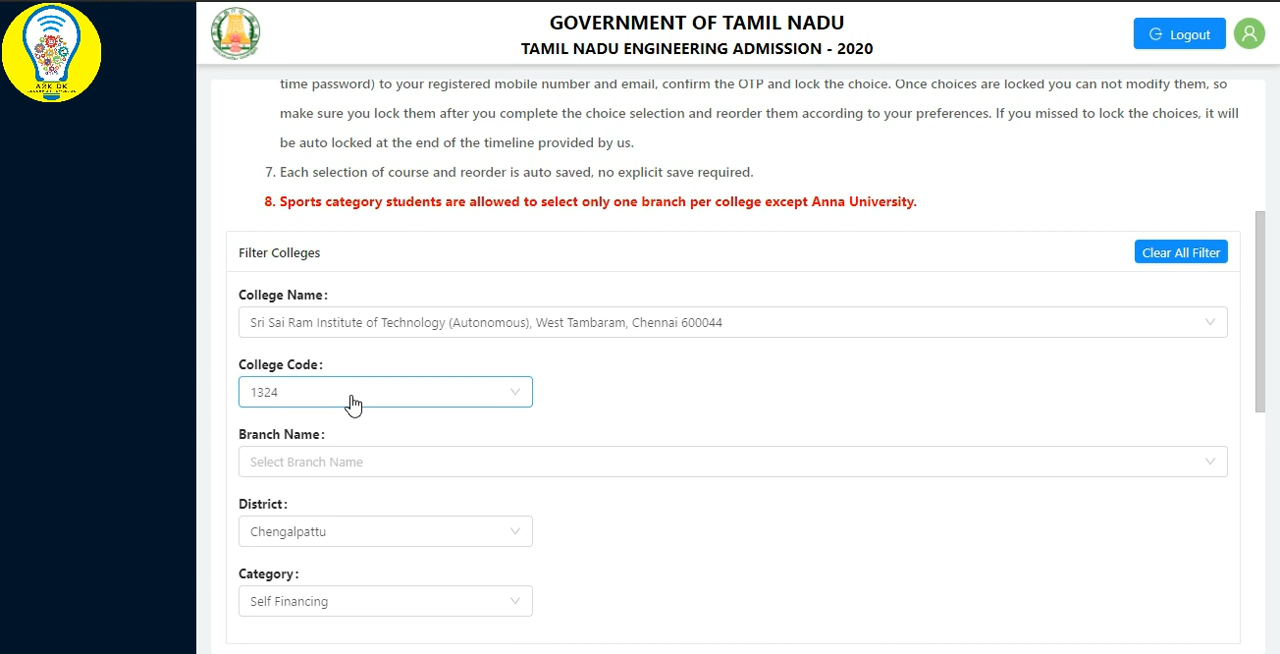 A2K DK
GOVERNMENT OF TAMIL NADU
TAMIL NADU ENGINEERING ADMISSION - 2020
Logout
time password) to your registered mobile number and email, confirm the OTP and lock the choice. Once choices are locked you can not modify them, so
make sure you lock them after you complete the choice selection and reorder them according to your preferences. If you missed to lock the choices, it will
be auto locked at the end of the timeline provided by us.
7. Each selection of course and reorder is auto saved, no explicit save required.
8. Sports category students are allowed to select only one branch per college except Anna University.
Filter Colleges
Clear All Filter
College Name:
Sri Sai Ram Institute of Technology (Autonomous), West Tambaram, Chennai 600044
College Code:
1324
Branch Name:
Select Branch Name
District:
Chengalpattu
Category:
Self Financing